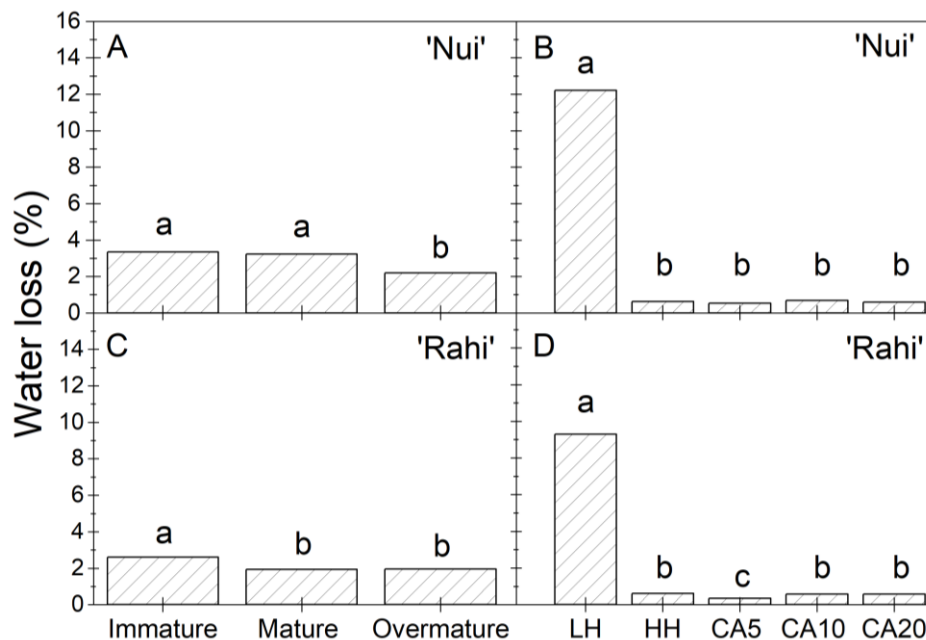 Water loss (%)
A 'Nui'
16
14
12
10
8
6
4
2
0
a a b
B 'Nui'
a
b b b b
C 'Rahi'
14
12
10
8
6
4
2
0
a b b
Immature Mature Overmature
D 'Rahi'
a
b c b b
LH HH CA5 CA10 CA20